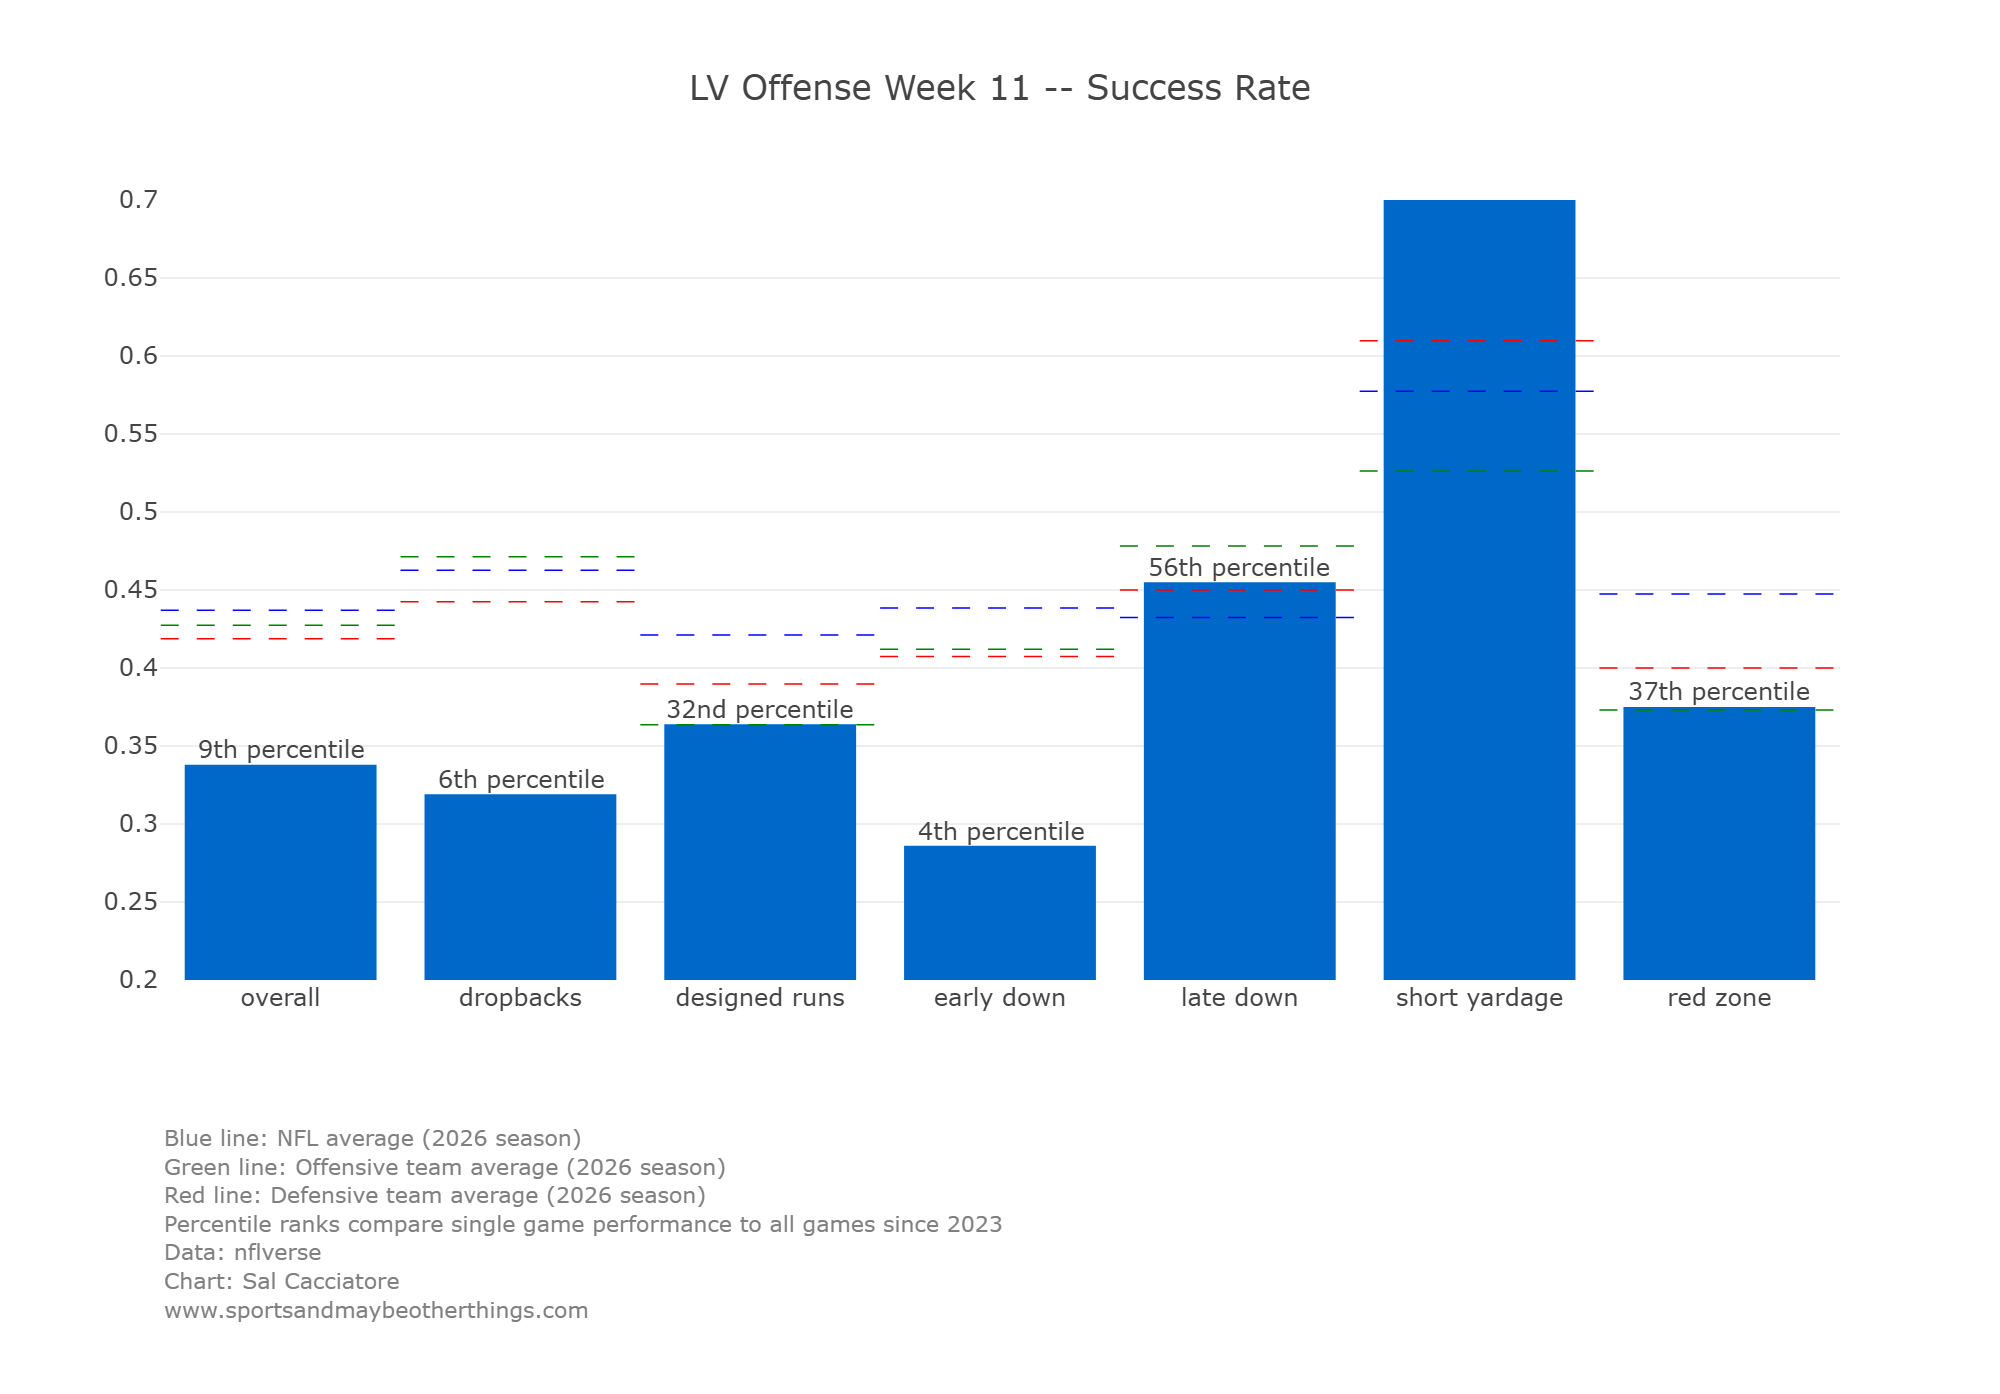 LV Offense Week 11 -- Success Rate
0.7
0.65
0.6
0.55
0.5
0.45
0.4
0.35
0.3
0.25
0.2
9th percentile
6th percentile
32nd percentile
4th percentile
56th percentile
37th percentile
overall
dropbacks
designed runs
early down
late down
short yardage
red zone
Blue line: NFL average (2026 season)
Green line: Offensive team average (2026 season)
Red line: Defensive team average (2026 season)
Percentile ranks compare single game performance to all games since 2023
Data: nflverse
Chart: Sal Cacciatore
www.sportsandmaybeotherthings.com